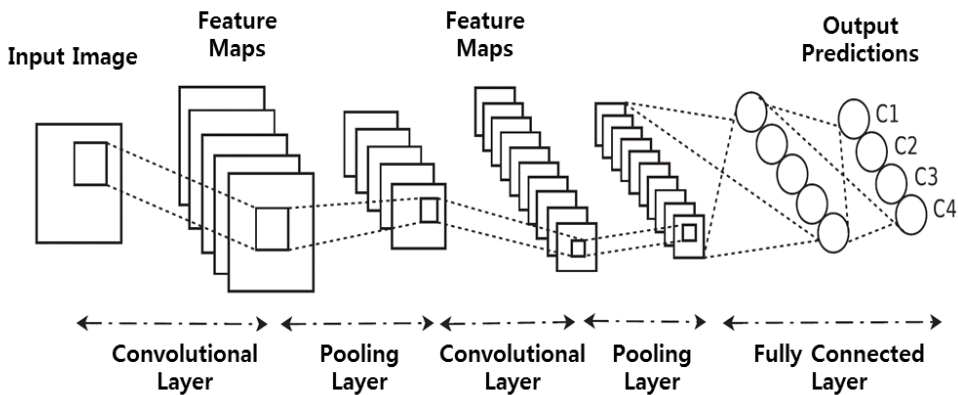 Input Image
Feature
Maps
Feature
Maps
Output
Predictions
C1
C2
C3
C4
Convolutional
Layer
Pooling
Layer
Convolutional
Layer
Pooling
Layer
Fully Connected
Layer